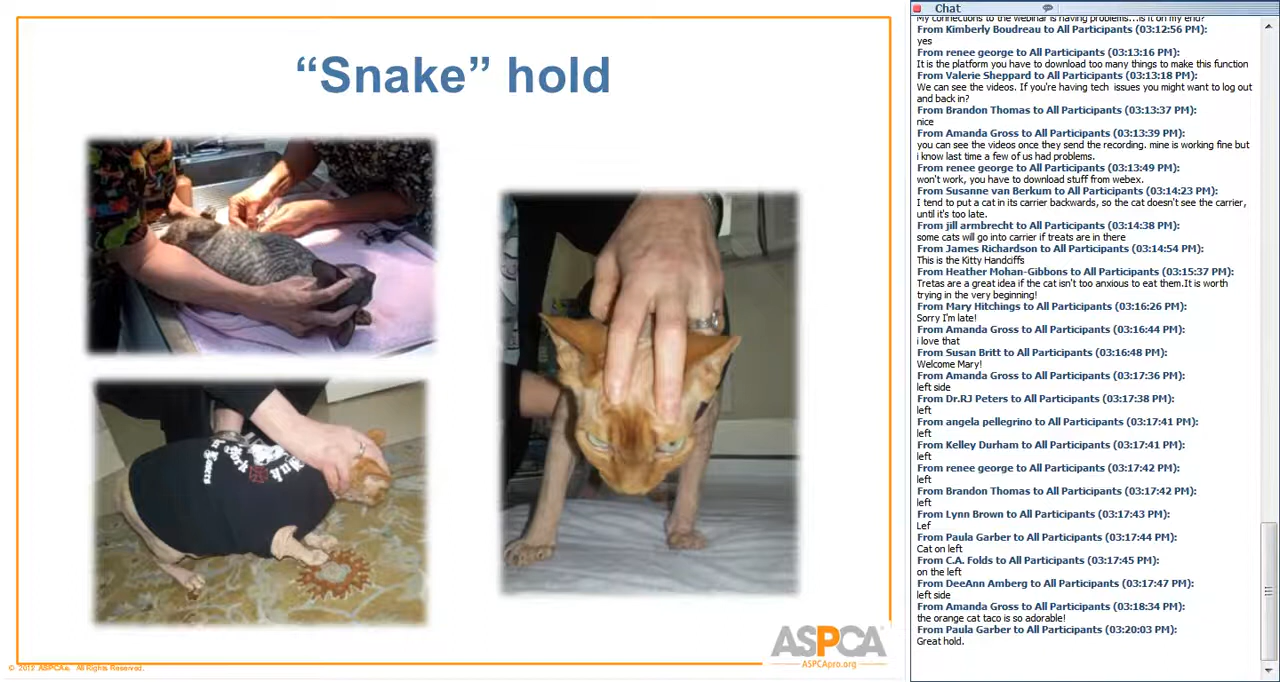 “Snake” hold
ASPCA®
ASPCApro.org
© 2012 ASPCA®. All Rights Reserved.
Chat
My connections to the webinar is having problems...is it on my end?
From Kimberly Boudreau to All Participants (03:12:56 PM):
yes
From renee george to All Participants (03:13:16 PM):
It is the platform you have to download too many things to make this function
From Valerie Sheppard to All Participants (03:13:18 PM):
We can see the videos. If you're having tech issues you might want to log out
and back in?
From Brandon Thomas to All Participants (03:13:37 PM):
nice
From Amanda Gross to All Participants (03:13:39 PM):
you can see the videos once they send the recording. mine is working fine but
i know last time a few of us had problems.
From renee george to All Participants (03:13:49 PM):
won't work, you have to download stuff from webex.
From Susanne van Berkum to All Participants (03:14:23 PM):
I tend to put a cat in its carrier backwards, so the cat doesn't see the carrier,
until it's too late.
From jill armbrecht to All Participants (03:14:38 PM):
some cats will go into carrier if treats are in there
From James Richardson to All Participants (03:14:54 PM):
This is the Kitty Handciffs
From Heather Mohan-Gibbons to All Participants (03:15:37 PM):
Tretas are a great idea if the cat isn't too anxious to eat them.It is worth
trying in the very beginning!
From Mary Hitchings to All Participants (03:16:26 PM):
Sorry I'm late!
From Amanda Gross to All Participants (03:16:44 PM):
i love that
From Susan Britt to All Participants (03:16:48 PM):
Welcome Mary!
From Amanda Gross to All Participants (03:17:36 PM):
left side
From Dr.RJ Peters to All Participants (03:17:38 PM):
left
From angela pellegrino to All Participants (03:17:41 PM):
left
From Kelley Durham to All Participants (03:17:41 PM):
left
From renee george to All Participants (03:17:42 PM):
left
From Brandon Thomas to All Participants (03:17:42 PM):
left
From Lynn Brown to All Participants (03:17:43 PM):
Lef
From Paula Garber to All Participants (03:17:44 PM):
Cat on left
From C.A. Folds to All Participants (03:17:45 PM):
on the left
From DeeAnn Amberg to All Participants (03:17:47 PM):
left side
From Amanda Gross to All Participants (03:18:34 PM):
the orange cat taco is so adorable!
From Paula Garber to All Participants (03:20:03 PM):
Great hold.